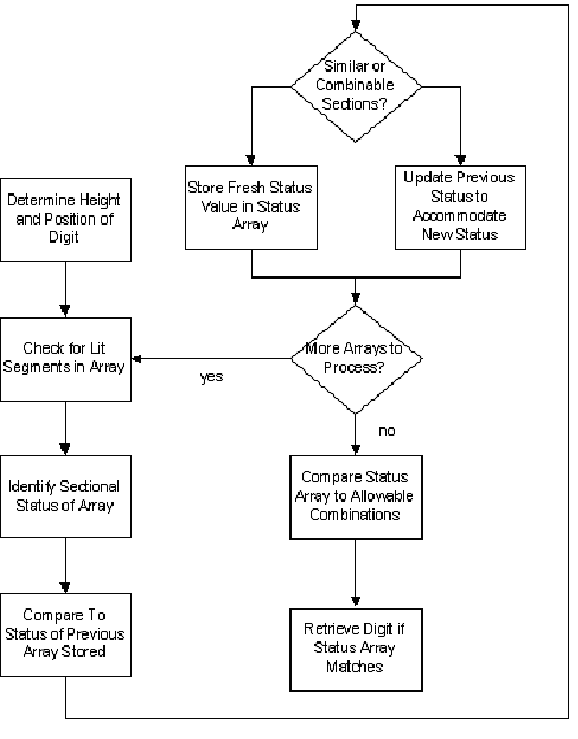 Similar or
Combinable
Sections?
Store Fresh Status
Value in Status
Array
Update Previous
Status to
Accommodate
New Status
Determine Height
and Position of
Digit
Check for Lit
Segments in Array
More Arrays to
Process?
yes
no
Identify Sectional
Status of Array
Compare Status
Array to Allowable
Combinations
Compare To
Status of Previous
Array Stored
Retrieve Digit if
Status Array
Matches